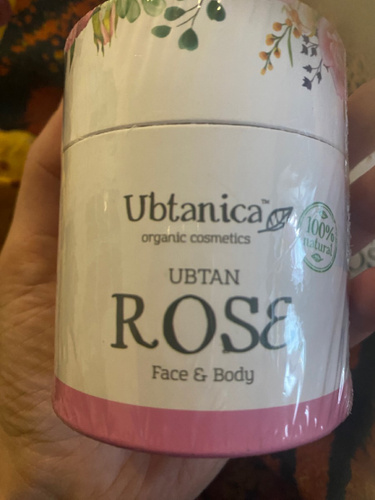 Ubtanica™
organic cosmetics
100%
natural
UBTAN
ROSE
Face & Body